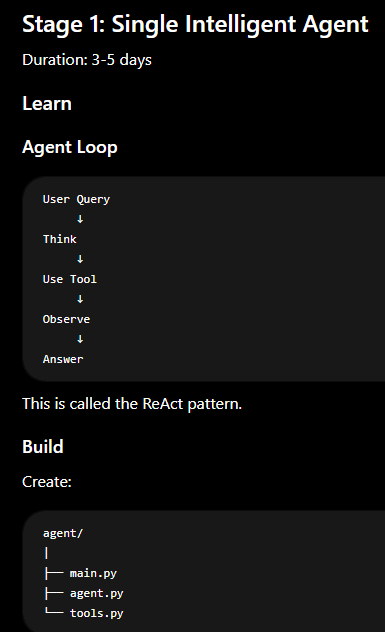 Stage 1: Single Intelligent Agent
Duration: 3-5 days
Learn
Agent Loop
User Query
↓
Think
↓
Use Tool
↓
Observe
↓
Answer
This is called the ReAct pattern.
Build
Create:
agent/
│
├── main.py
├── agent.py
└── tools.py